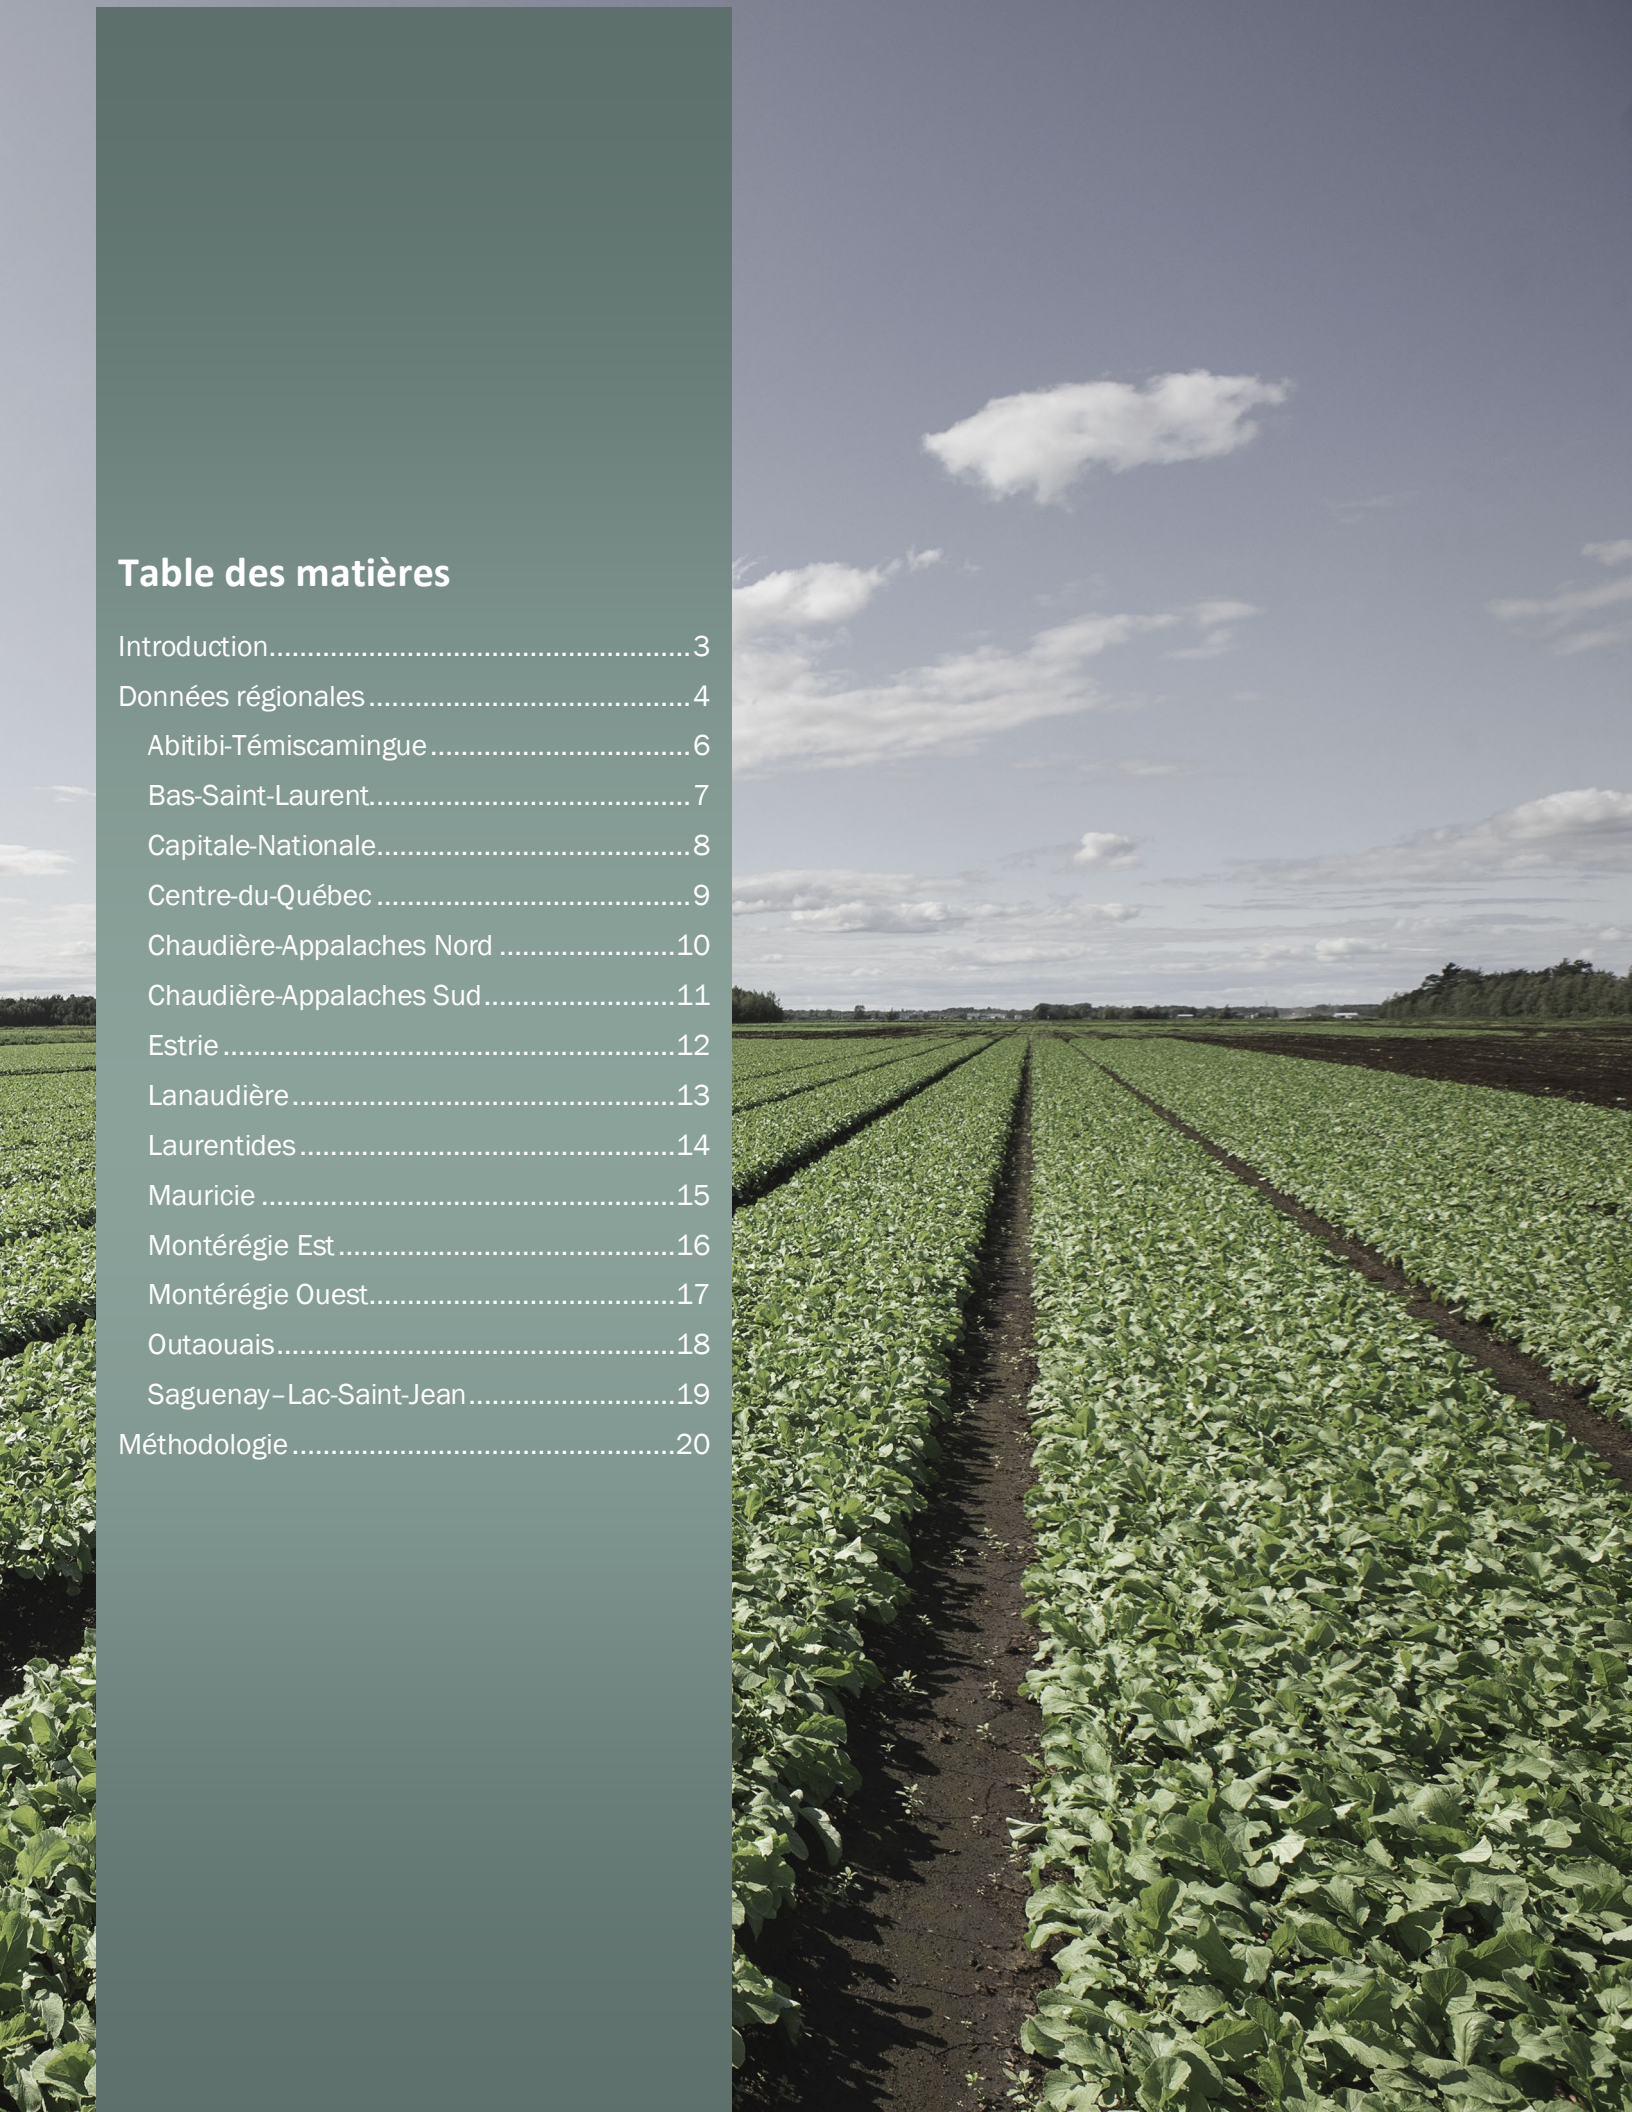 Table des matières
Introduction.......................................................3
Données régionales..........................................4
Abitibi-Témiscamingue..................................6
Bas-Saint-Laurent..........................................7
Capitale-Nationale.........................................8
Centre-du-Québec.........................................9
Chaudière-Appalaches Nord.......................10
Chaudière-Appalaches Sud.........................11
Estrie...........................................................12
Lanaudière..................................................13
Laurentides.................................................14
Mauricie......................................................15
Montérégie Est............................................16
Montérégie Ouest........................................17
Outaouais....................................................18
Saguenay–Lac-Saint-Jean...........................19
Méthodologie..................................................20